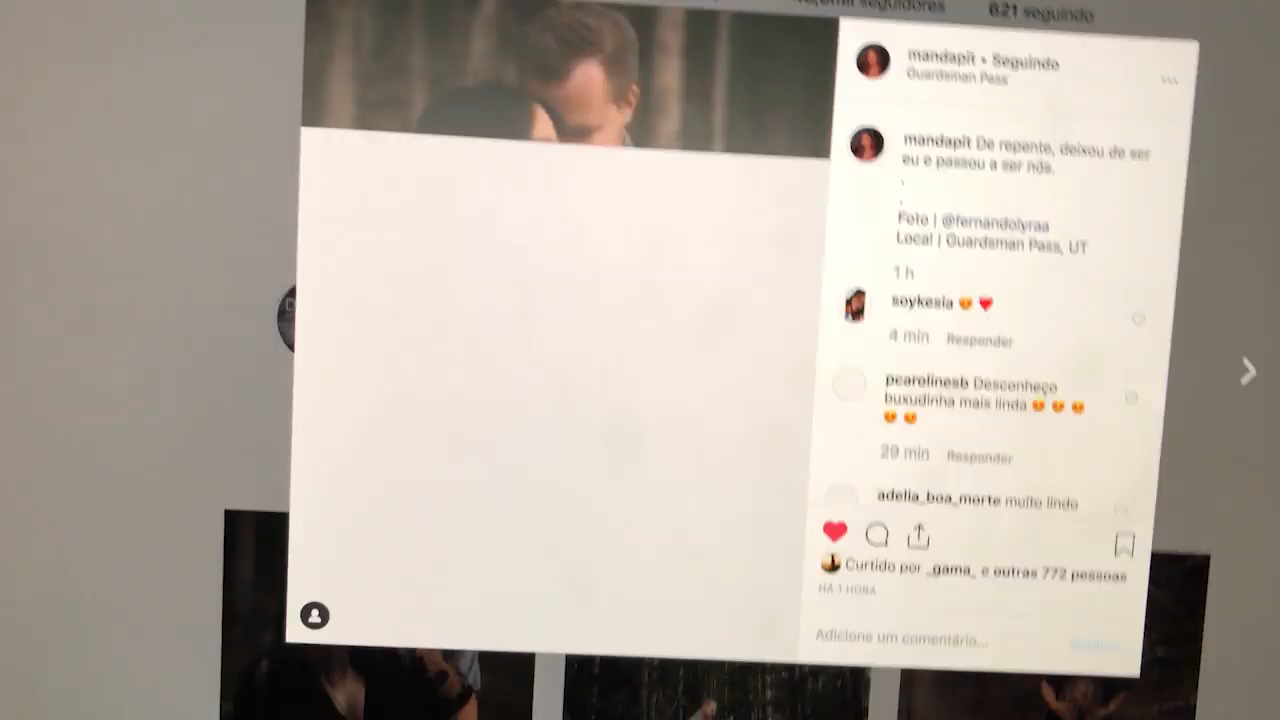 seguidores 621 seguindo
mandapit • Seguindo
Guardsman Pass
mandapit De repente, deixou de ser
eu e passou a ser nós.
.
.
Foto | @fernandolyraa
Local | Guardsman Pass, UT
1 h
soykesia 😍 ❤️
4 min Responder
pcarolinesb Desconheço
buxudinha mais linda 😍 😍 😍
😍 😍
29 min Responder
adelia_boa_morte muito lindo
Curtido por _gama_ e outras 772 pessoas
HÁ 1 HORA
Adicione um comentário...